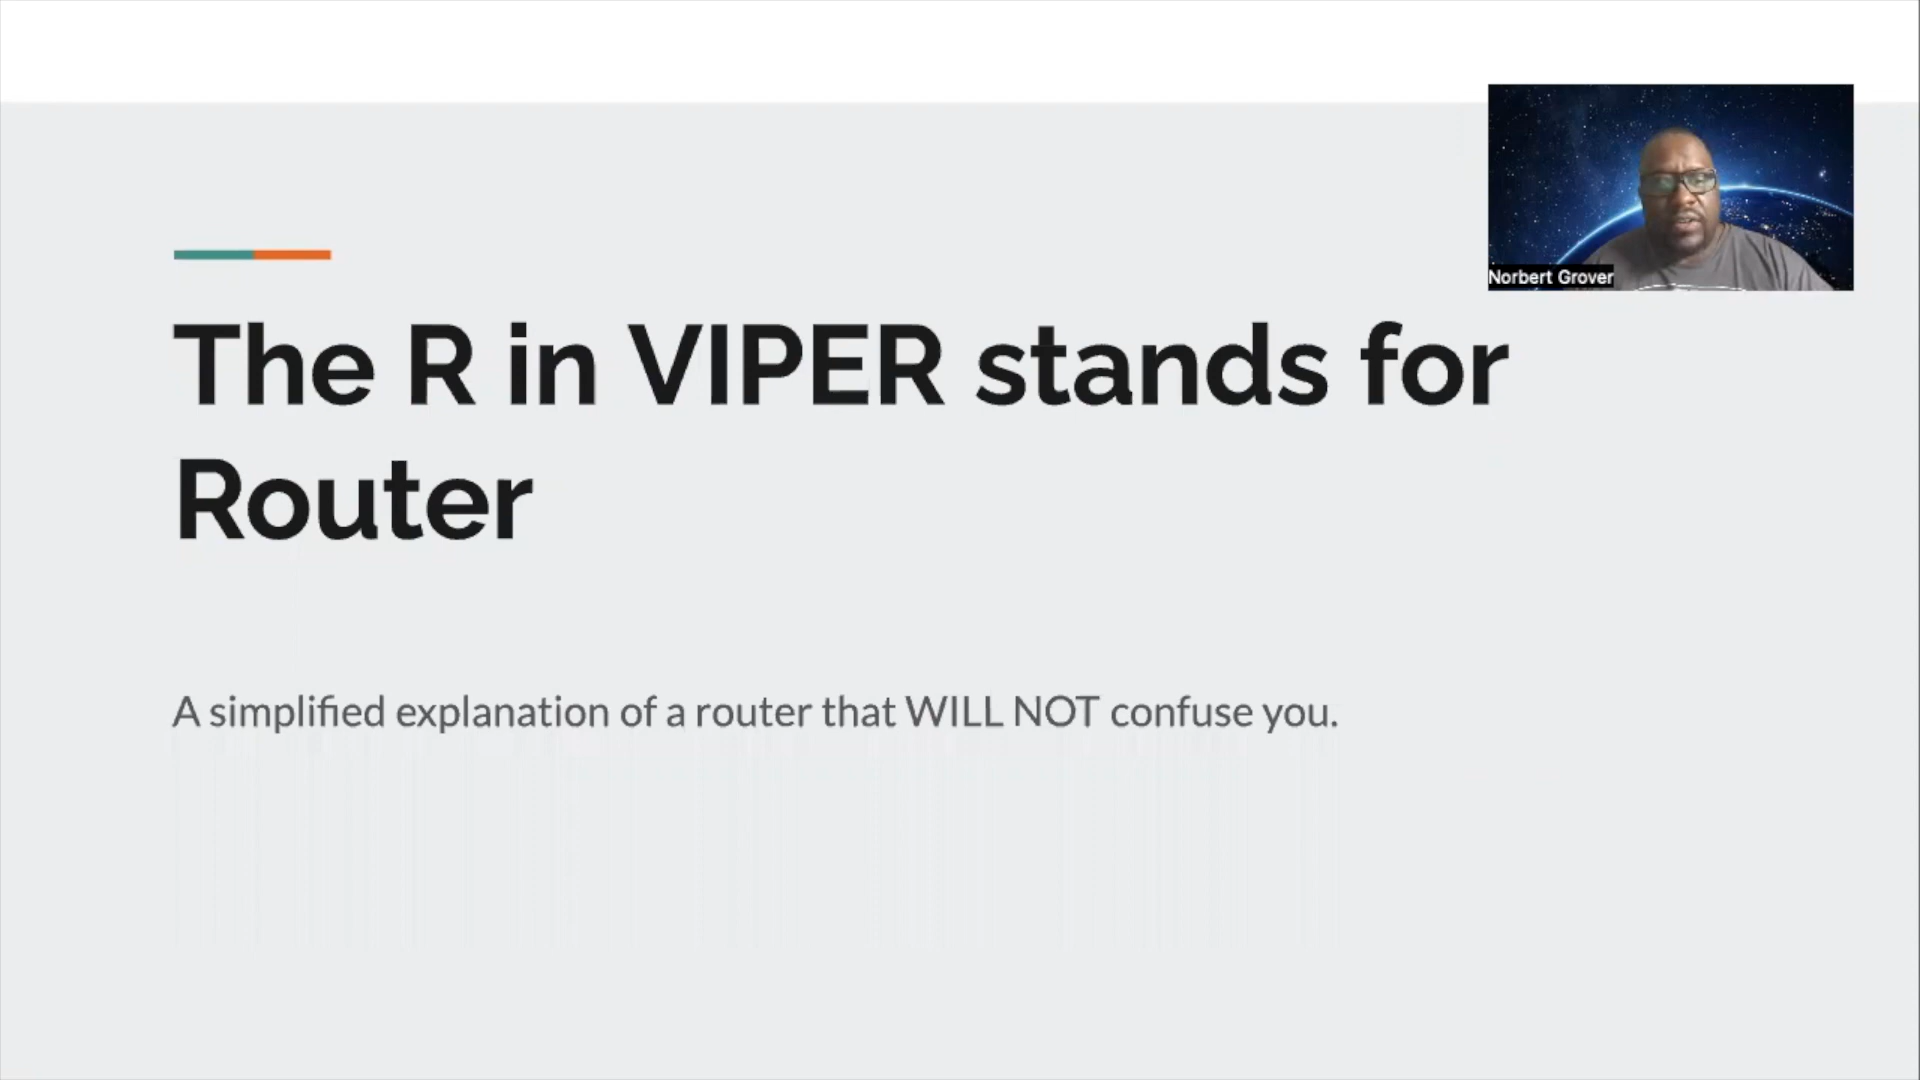 Norbert Grover
The R in VIPER stands for
Router
A simplified explanation of a router that WILL NOT confuse you.